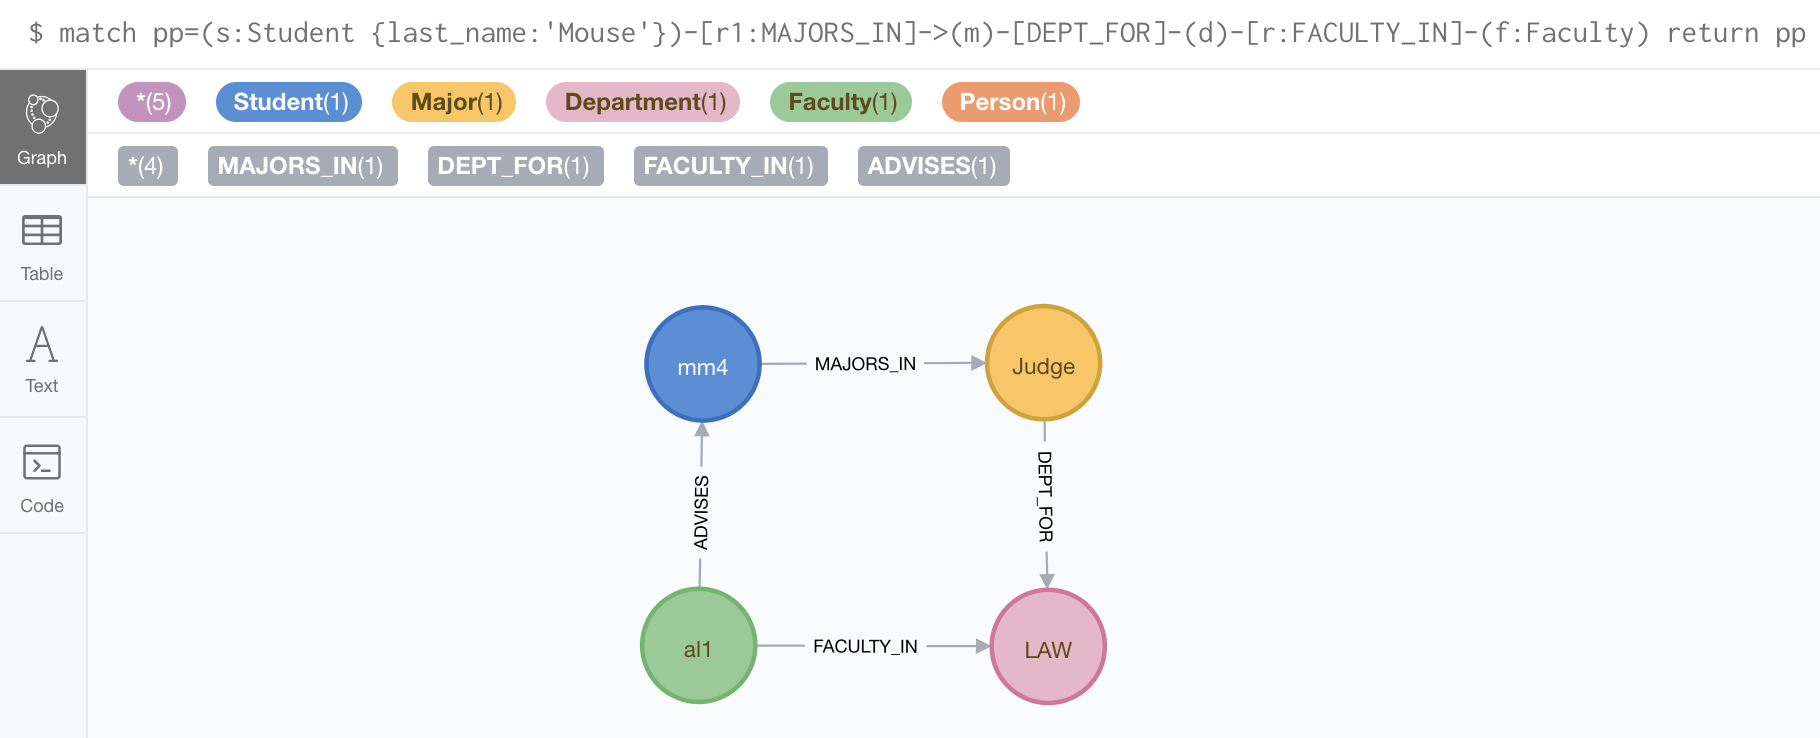 $ match pp=(s:Student {last_name:'Mouse'})-[r1:MAJORS_IN]->(m)-[DEPT_FOR]-(d)-[r:FACULTY_IN]-(f:Faculty) return pp
*(5) Student(1) Major(1) Department(1) Faculty(1) Person(1)
*(4) MAJORS_IN(1) DEPT_FOR(1) FACULTY_IN(1) ADVISES(1)
Graph
Table
Text
Code
mm4 MAJORS_IN Judge
ADVISES DEPT_FOR
al1 FACULTY_IN LAW